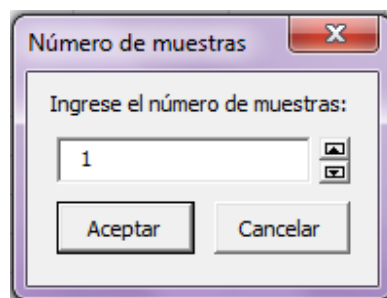 Número de muestras
Ingrese el número de muestras:
1
Aceptar
Cancelar